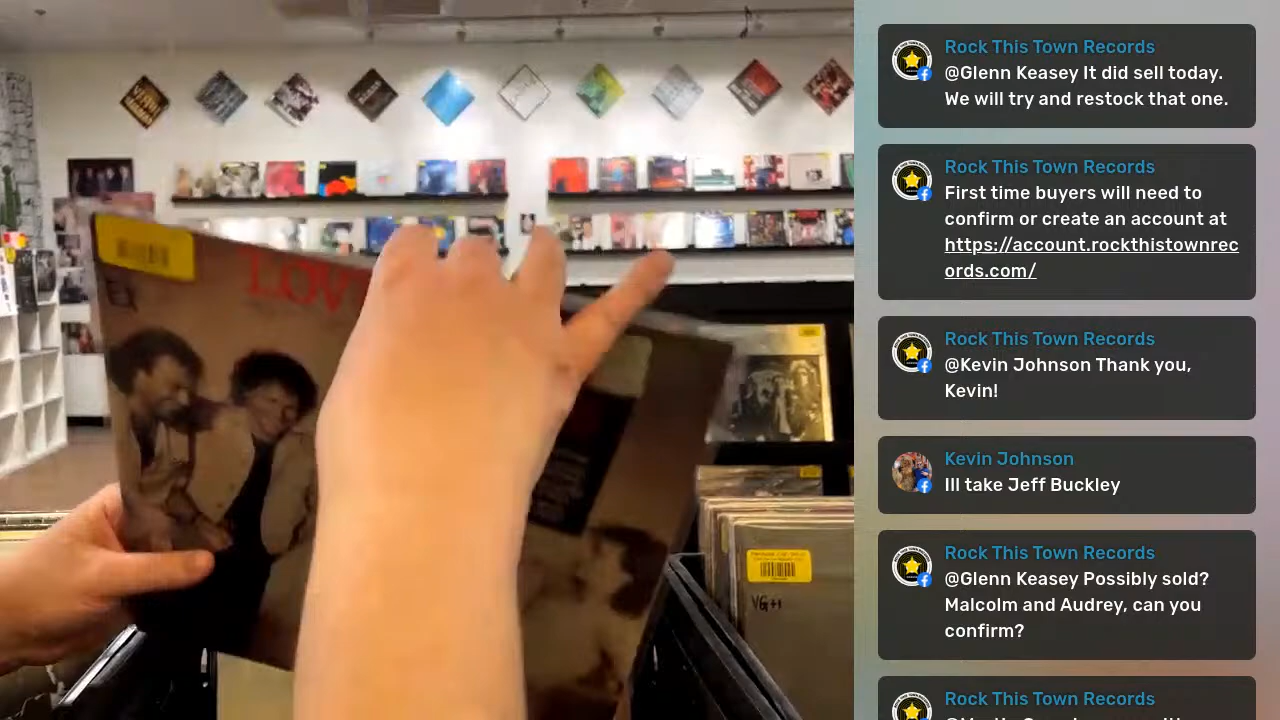 Rock This Town Records
@Glenn Keasey It did sell today.
We will try and restock that one.
Rock This Town Records
First time buyers will need to
confirm or create an account at
https://account.rockthistownrec
ords.com/
Rock This Town Records
@Kevin Johnson Thank you,
Kevin!
Kevin Johnson
Ill take Jeff Buckley
Rock This Town Records
@Glenn Keasey Possibly sold?
Malcolm and Audrey, can you
confirm?
Rock This Town Records
LOV
VG++